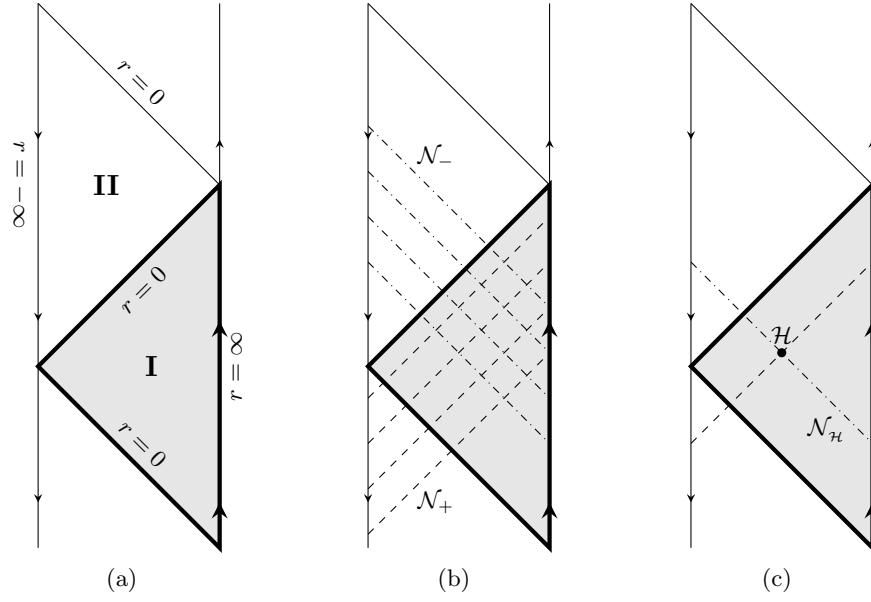 r = 0
r = −∞
II
r = 0
I
r = ∞
r = 0
(a)
𝒩₋
𝒩₊
(b)
ℋ
𝒩_ℋ
(c)